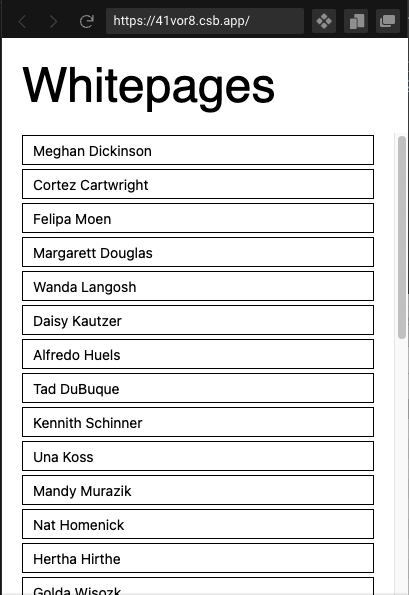 https://41vor8.csb.app/
Whitepages
Meghan Dickinson
Cortez Cartwright
Felipa Moen
Margarett Douglas
Wanda Langosh
Daisy Kautzer
Alfredo Huels
Tad DuBuque
Kennith Schinner
Una Koss
Mandy Murazik
Nat Homenick
Hertha Hirthe
Golda Wisozk